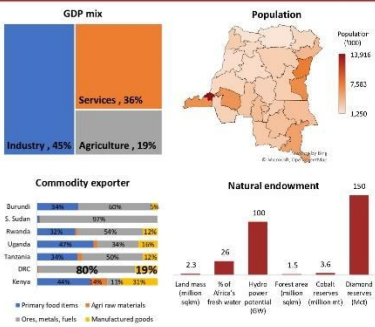 GDP mix
Services , 36%
Industry , 45%
Agriculture , 19%
Population
Population
('000)
13,916
7,583
1,250
Commodity exporter
Burundi 34% 60% 5%
S. Sudan 97%
Rwanda 32% 54% 12%
Uganda 47% 34% 16%
Tanzania 34% 50% 12%
DRC 80% 19%
Kenya 44% 14% 11% 31%
Primary food items
Agri raw materials
Ores, metals, fuels
Manufactured goods
Natural endowment
2.3 26 100 1.5 3.6 150
Land mass (million sqkm)
% of Africa's fresh water
Hydro power potential (GW)
Forest area (million sqkm)
Cobalt reserves (million mt)
Diamond reserves (Mct)